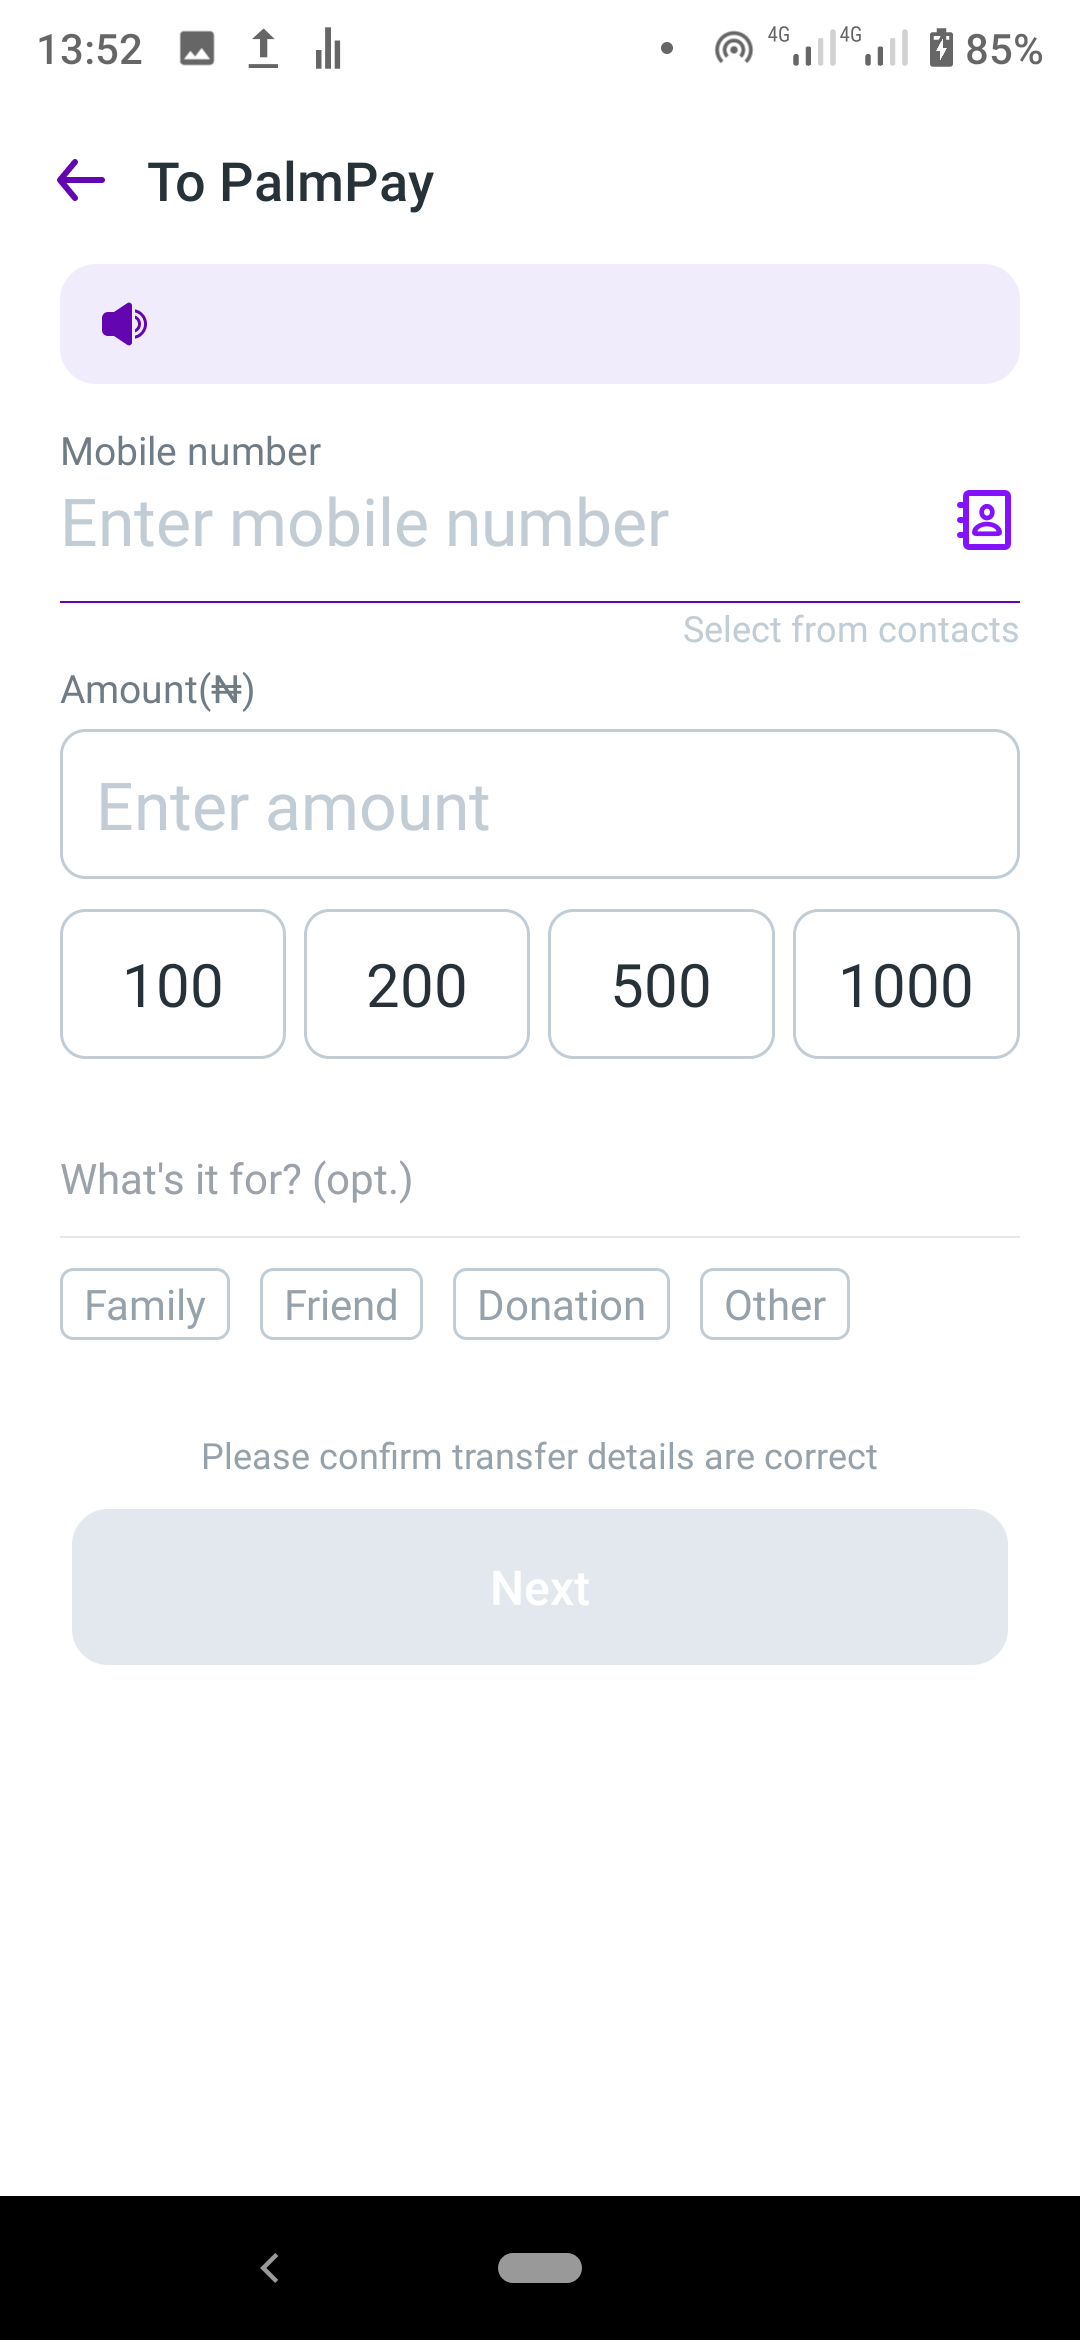 13:52 4G 4G 85%
To PalmPay
Mobile number
Enter mobile number
Select from contacts
Amount(₦)
Enter amount
100 200 500 1000
What's it for? (opt.)
Family Friend Donation Other
Please confirm transfer details are correct
Next